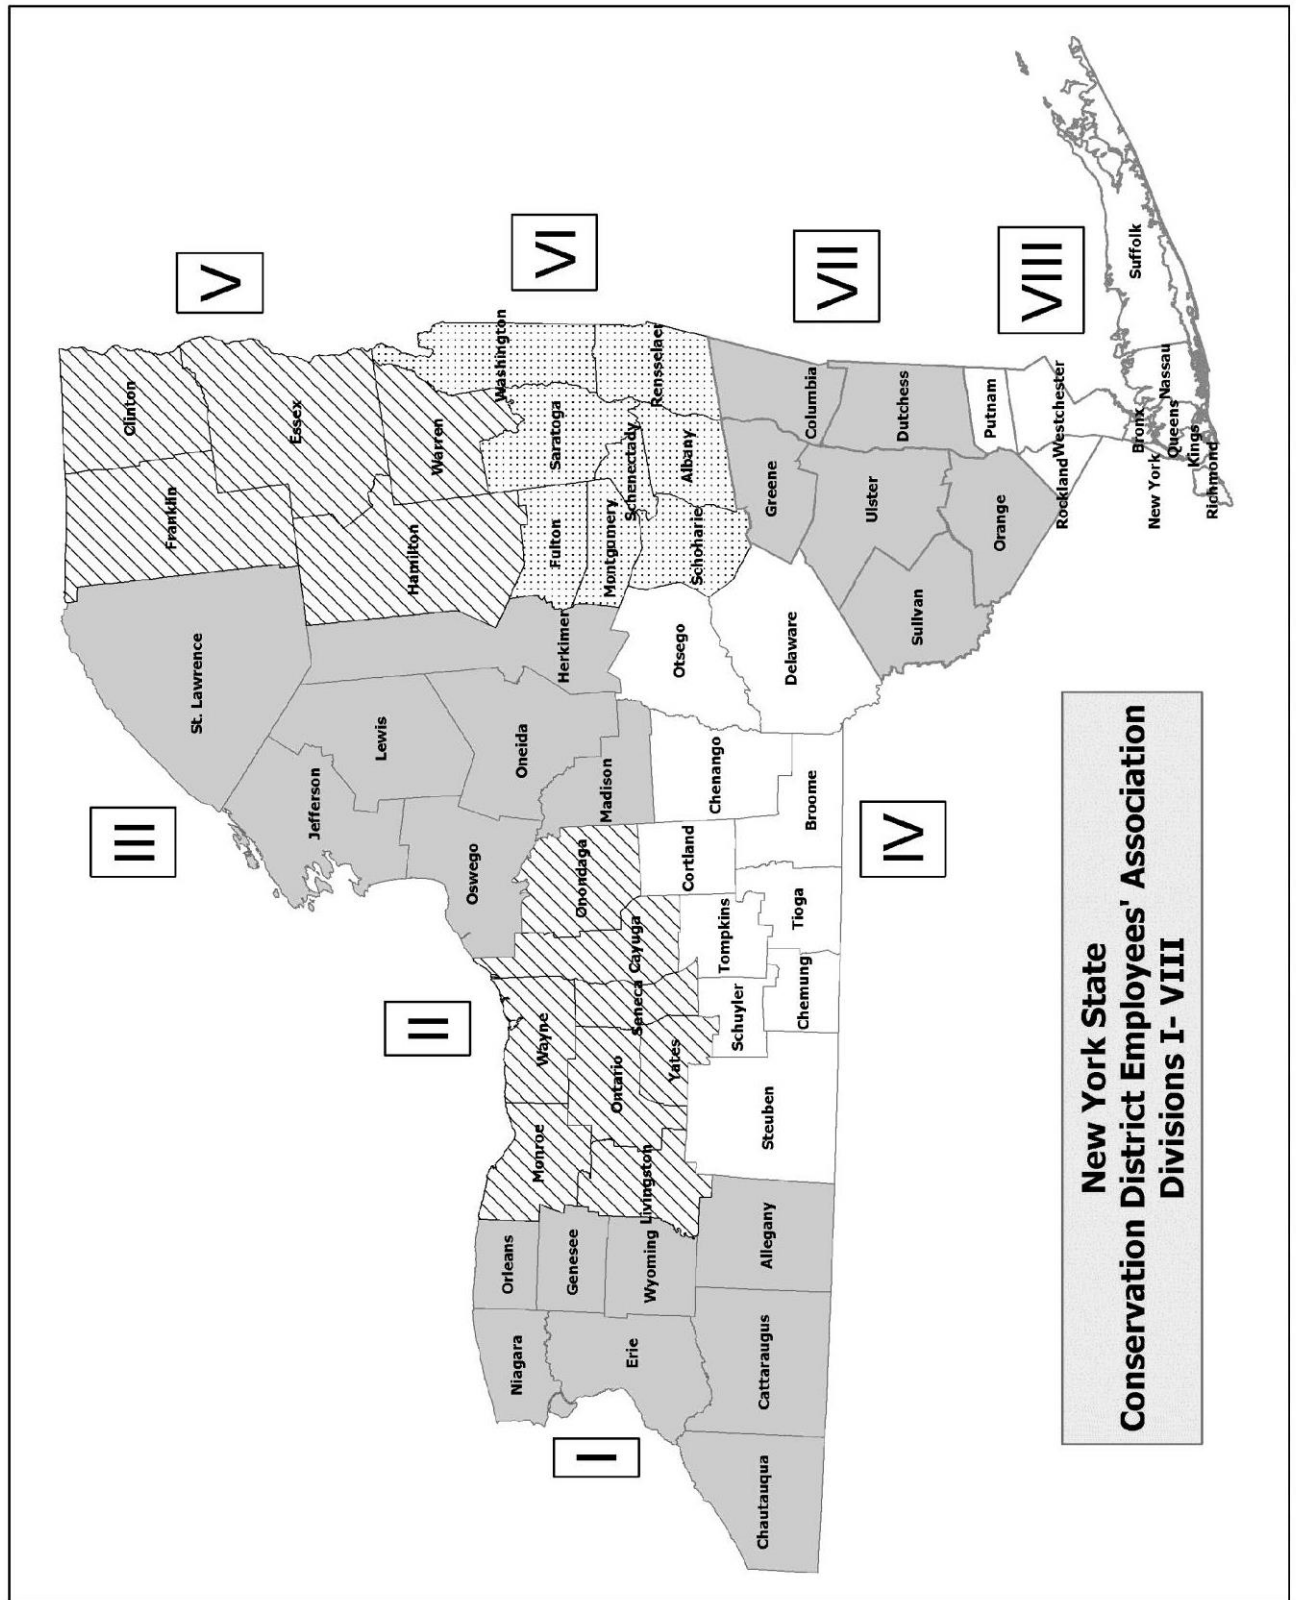 V
VI
VII
VIII
III
II
I
IV
Clinton
Franklin
Essex
Warren
Hamilton
Washington
Saratoga
Rensselaer
Fulton
Montgomery
Schenectady
Albany
Schoharie
St. Lawrence
Jefferson
Lewis
Herkimer
Oneida
Oswego
Madison
Onondaga
Cayuga
Seneca
Wayne
Ontario
Yates
Monroe
Livingston
Orleans
Genesee
Wyoming
Niagara
Erie
Allegany
Cattaraugus
Chautauqua
Steuben
Schuyler
Chemung
Tompkins
Tioga
Cortland
Chenango
Broome
Otsego
Delaware
Columbia
Greene
Dutchess
Ulster
Sullvan
Orange
Putnam
Westchester
Rockland
Bronx
New York
Queens
Kings
Richmond
Nassau
Suffolk
New York State
Conservation District Employees' Association
Divisions I- VIII